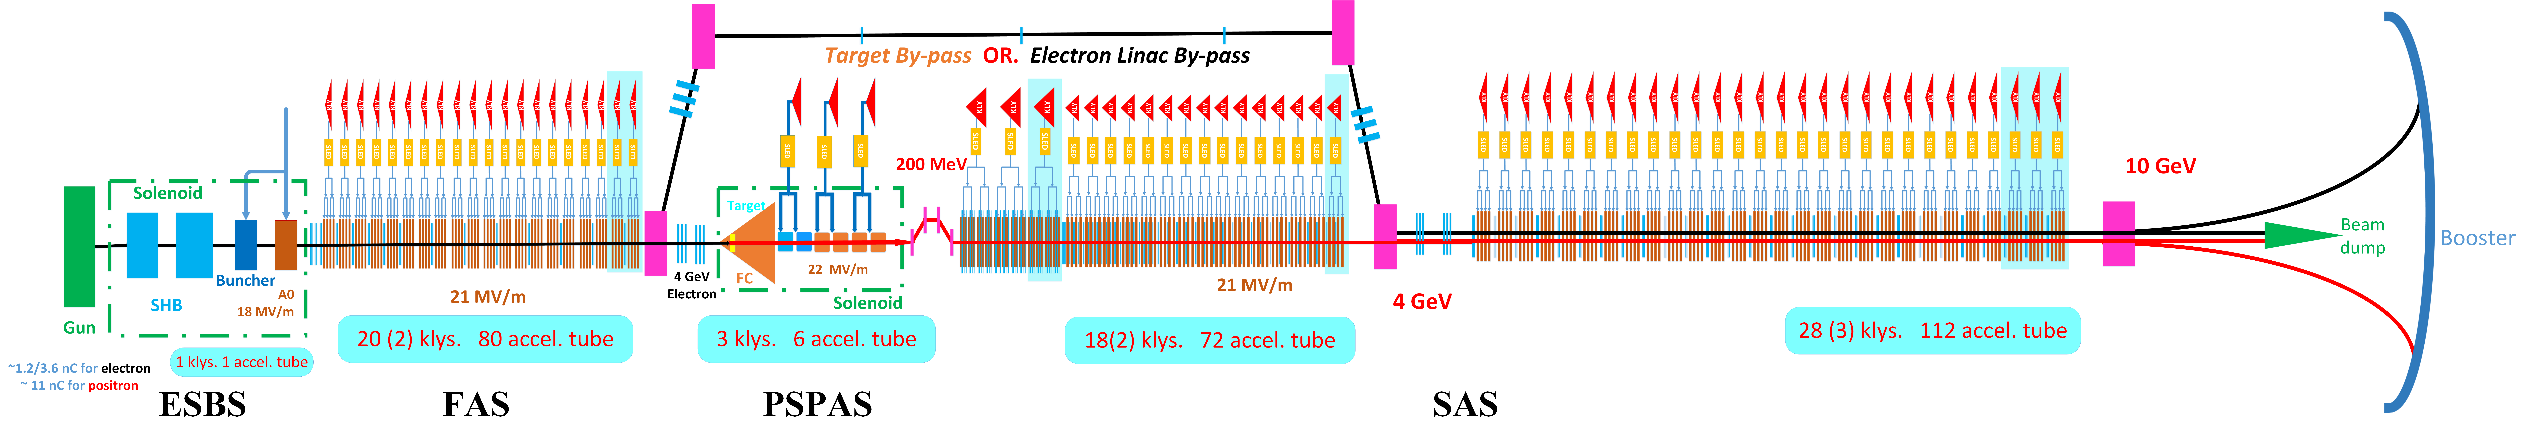 Target By-pass OR. Electron Linac By-pass
Solenoid
SHB
Buncher
A0
18 MV/m
Gun
1 klys. 1 accel. tube
~1.2/3.6 nC for electron
~ 11 nC for positron
ESBS
21 MV/m
20 (2) klys. 80 accel. tube
FAS
4 GeV
Electron
Target
FC
22 MV/m
Solenoid
SLED
SLED
SLED
3 klys. 6 accel. tube
PSPAS
200 MeV
21 MV/m
18(2) klys. 72 accel. tube
4 GeV
SAS
28 (3) klys. 112 accel. tube
10 GeV
Beam
dump
Booster